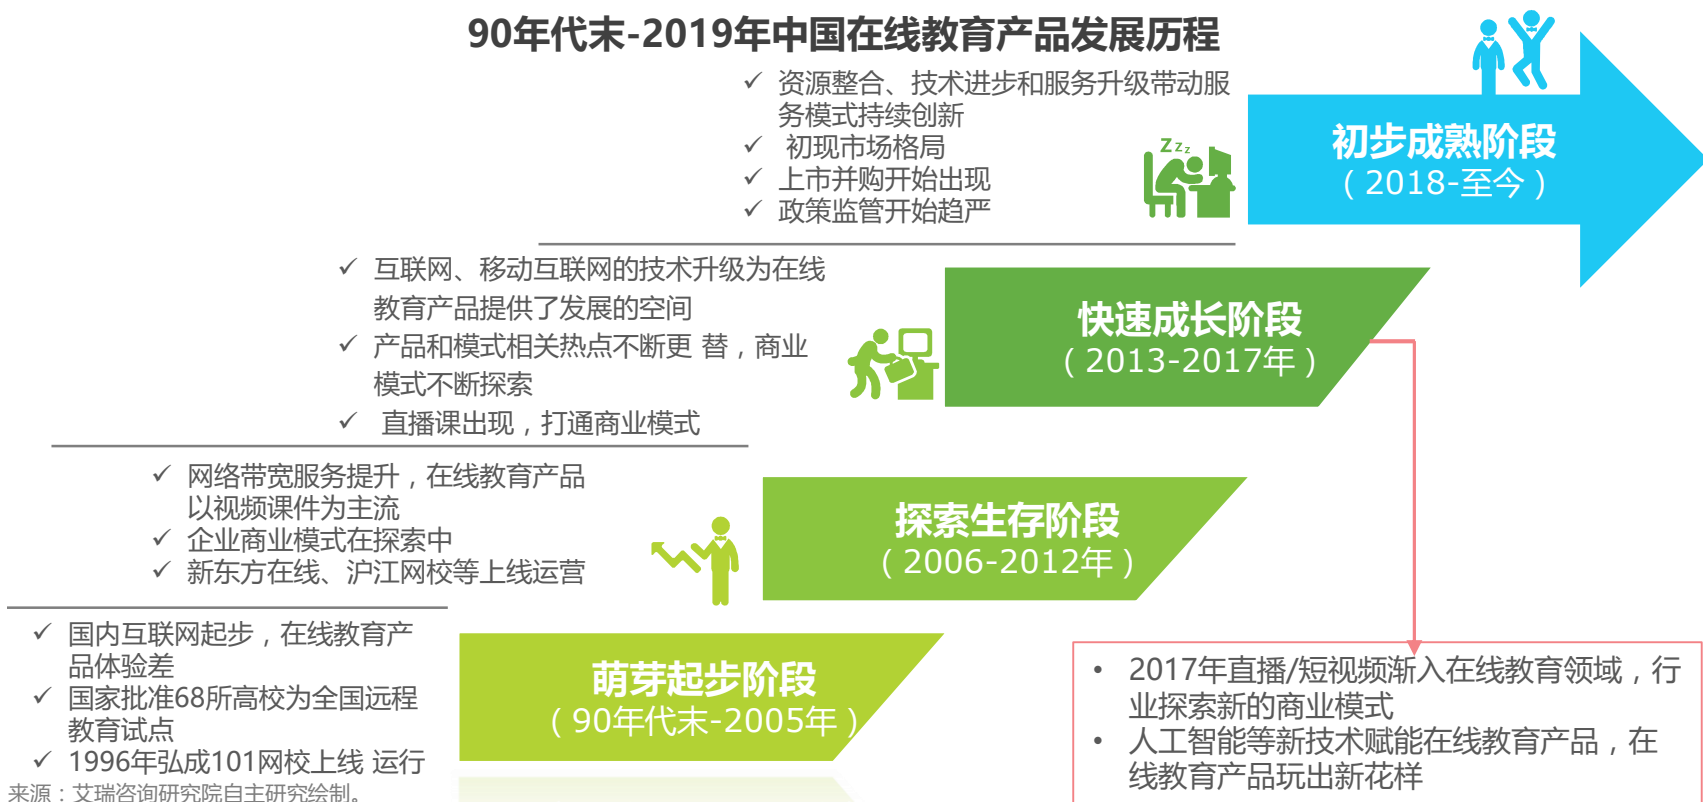 90年代末-2019年中国在线教育产品发展历程
✓ 资源整合、技术进步和服务升级带动服
务模式持续创新
✓ 初现市场格局
✓ 上市并购开始出现
✓ 政策监管开始趋严
Zzz
初步成熟阶段
（2018-至今）
✓ 互联网、移动互联网的技术升级为在线
教育产品提供了发展的空间
✓ 产品和模式相关热点不断更 替，商业
模式不断探索
✓ 直播课出现，打通商业模式
快速成长阶段
（2013-2017年）
✓ 网络带宽服务提升，在线教育产品
以视频课件为主流
✓ 企业商业模式在探索中
✓ 新东方在线、沪江网校等上线运营
探索生存阶段
（2006-2012年）
✓ 国内互联网起步，在线教育产
品体验差
✓ 国家批准68所高校为全国远程
教育试点
✓ 1996年弘成101网校上线 运行
萌芽起步阶段
（90年代末-2005年）
• 2017年直播/短视频渐入在线教育领域，行
业探索新的商业模式
• 人工智能等新技术赋能在线教育产品，在
线教育产品玩出新花样
来源：艾瑞咨询研究院自主研究绘制。